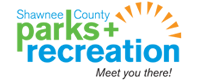 Shawnee County
parks+
recreation
Meet you there!